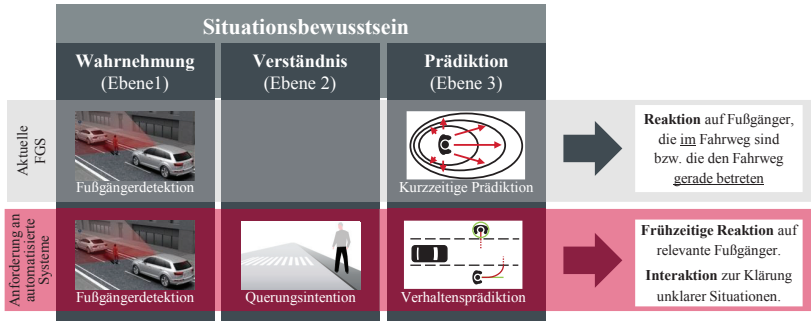 Situationsbewusstsein
Wahrnehmung
(Ebene1)
Verständnis
(Ebene 2)
Prädiktion
(Ebene 3)
Aktuelle
FGS
Fußgängerdetektion
Kurzzeitige Prädiktion
Reaktion auf Fußgänger,
die im Fahrweg sind
bzw. die den Fahrweg
gerade betreten
Anforderung an
automatisierte
Systeme
Fußgängerdetektion
Querungsintention
Verhaltensprädiktion
Frühzeitige Reaktion auf
relevante Fußgänger.
Interaktion zur Klärung
unklarer Situationen.